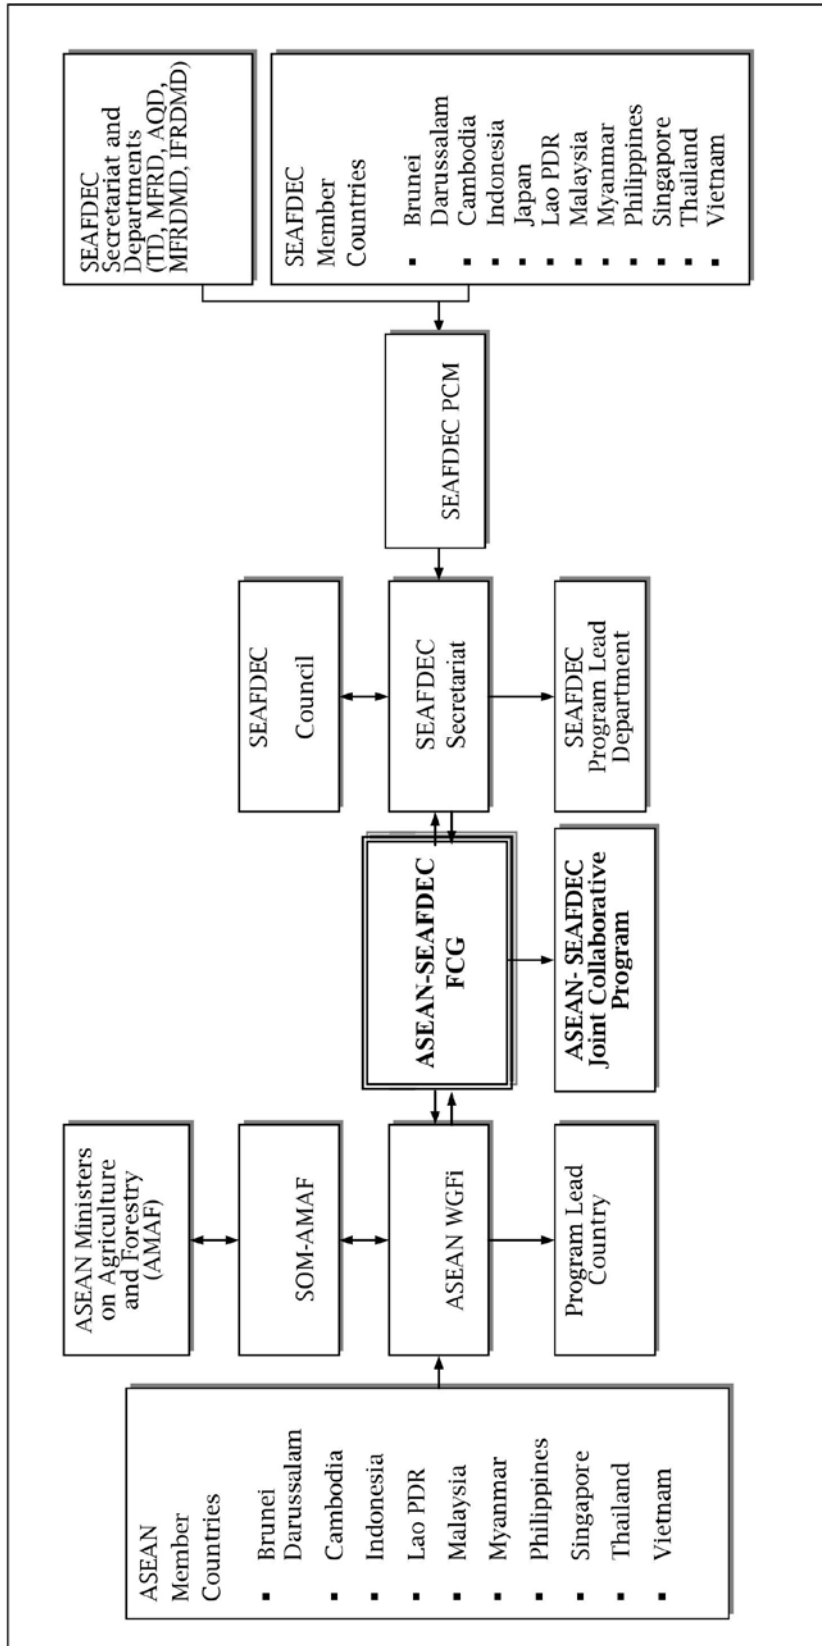 ASEAN
Member
Countries
▪ Brunei
Darussalam
▪ Cambodia
▪ Indonesia
▪ Lao PDR
▪ Malaysia
▪ Myanmar
▪ Philippines
▪ Singapore
▪ Thailand
▪ Vietnam
ASEAN Ministers
on Agriculture
and Forestry
(AMAF)
SOM-AMAF
ASEAN WGFi
Program Lead
Country
ASEAN-SEAFDEC
FCG
ASEAN- SEAFDEC
Joint Collaborative
Program
SEAFDEC
Council
SEAFDEC
Secretariat
SEAFDEC
Program Lead
Department
SEAFDEC PCM
SEAFDEC
Secretariat and
Departments
(TD, MFRD, AQD,
MFRDMD, IFRDMD)
SEAFDEC
Member
Countries
▪ Brunei
Darussalam
▪ Cambodia
▪ Indonesia
▪ Japan
▪ Lao PDR
▪ Malaysia
▪ Myanmar
▪ Philippines
▪ Singapore
▪ Thailand
▪ Vietnam